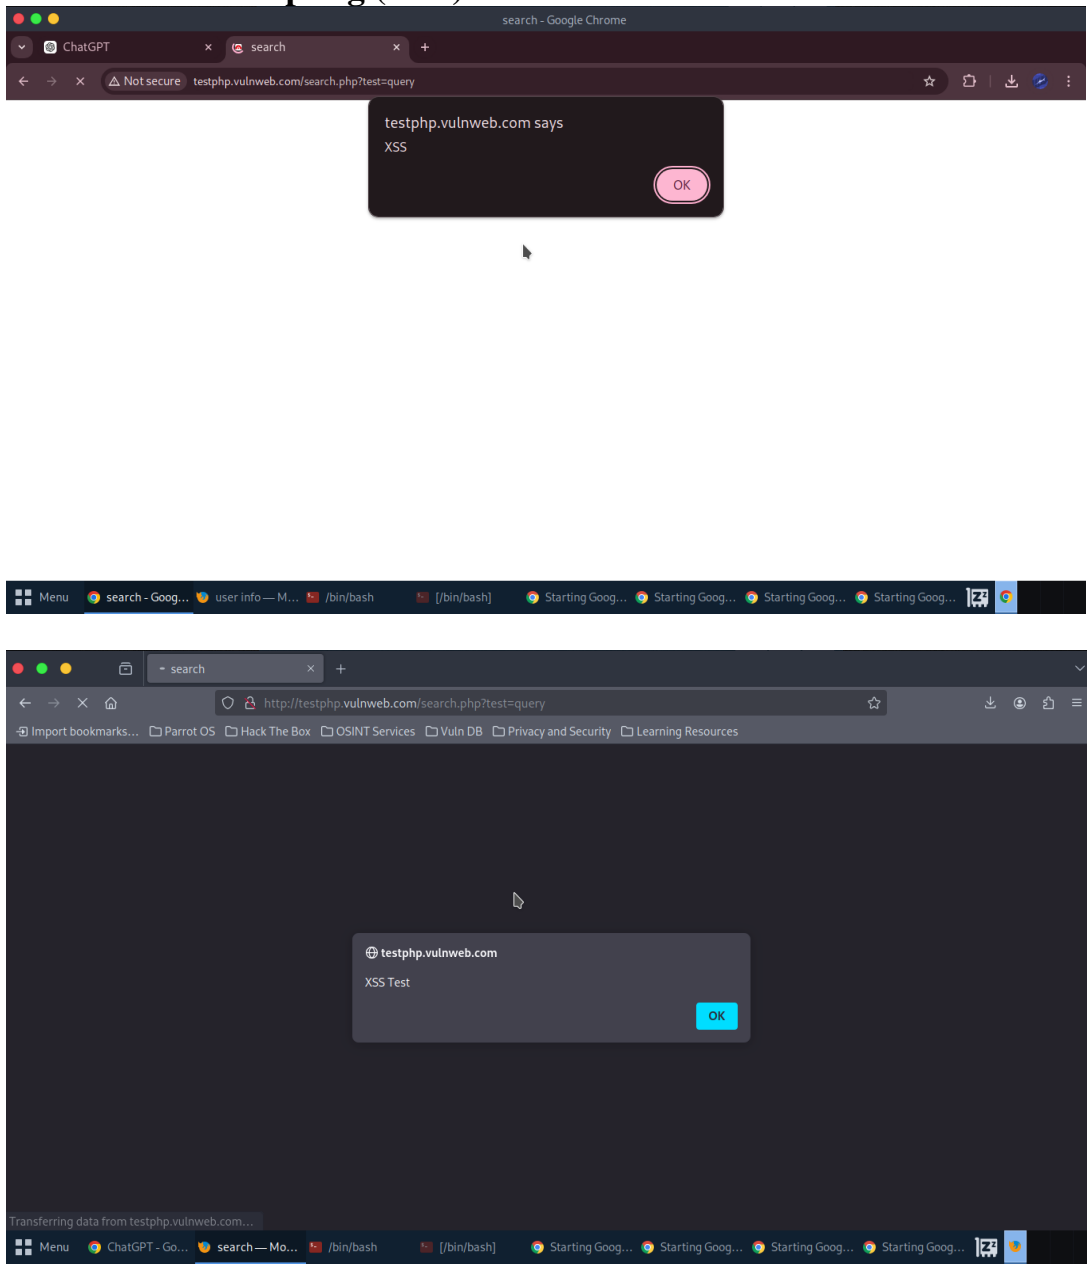 search - Google Chrome
ChatGPT × search × +
Not secure testphp.vulnweb.com/search.php?test=query
testphp.vulnweb.com says
XSS
OK
Menu search - Goog... user info — M... /bin/bash [/bin/bash] Starting Goog... Starting Goog... Starting Goog... Starting Goog...
search × +
http://testphp.vulnweb.com/search.php?test=query
Import bookmarks... Parrot OS Hack The Box OSINT Services Vuln DB Privacy and Security Learning Resources
testphp.vulnweb.com
XSS Test
OK
Transferring data from testphp.vulnweb.com...
Menu ChatGPT - Go... search — Mo... /bin/bash [/bin/bash] Starting Goog... Starting Goog... Starting Goog... Starting Goog...